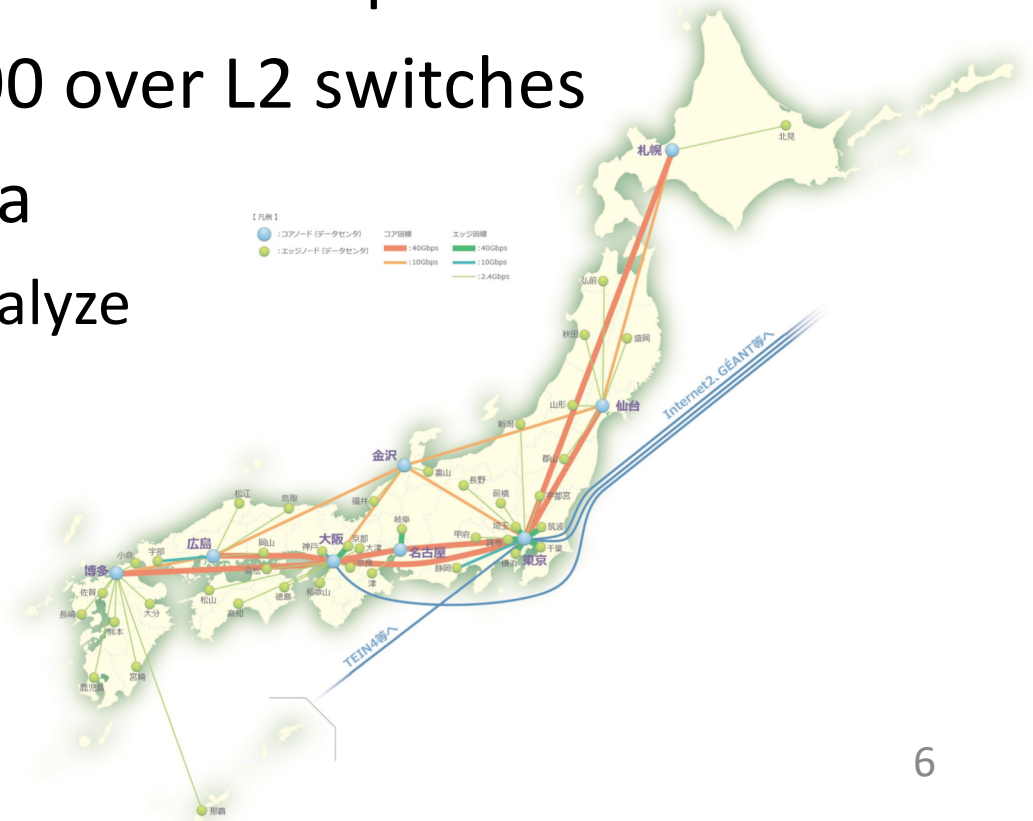 00 over L2 switches
a
alyze
【 凡例 】
:コアノード (データセンタ)
:エッジノード (データセンタ)
コア回線
:40Gbps
:10Gbps
エッジ回線
:40Gbps
:10Gbps
:2.4Gbps
北見
札幌
弘前
秋田
盛岡
山形
仙台
新潟
郡山
Internet2、GÉANT等へ
金沢
富山
長野
前橋
宇都宮
福井
松江
鳥取
岐阜
埼玉
筑波
甲府
千葉
東京
横浜
静岡
名古屋
津
大津
京都
奈良
大阪
神戸
和歌山
岡山
広島
高松
徳島
高知
松山
宇部
小倉
博多
佐賀
長崎
大分
熊本
宮崎
鹿児島
那覇
TEIN4等へ
6